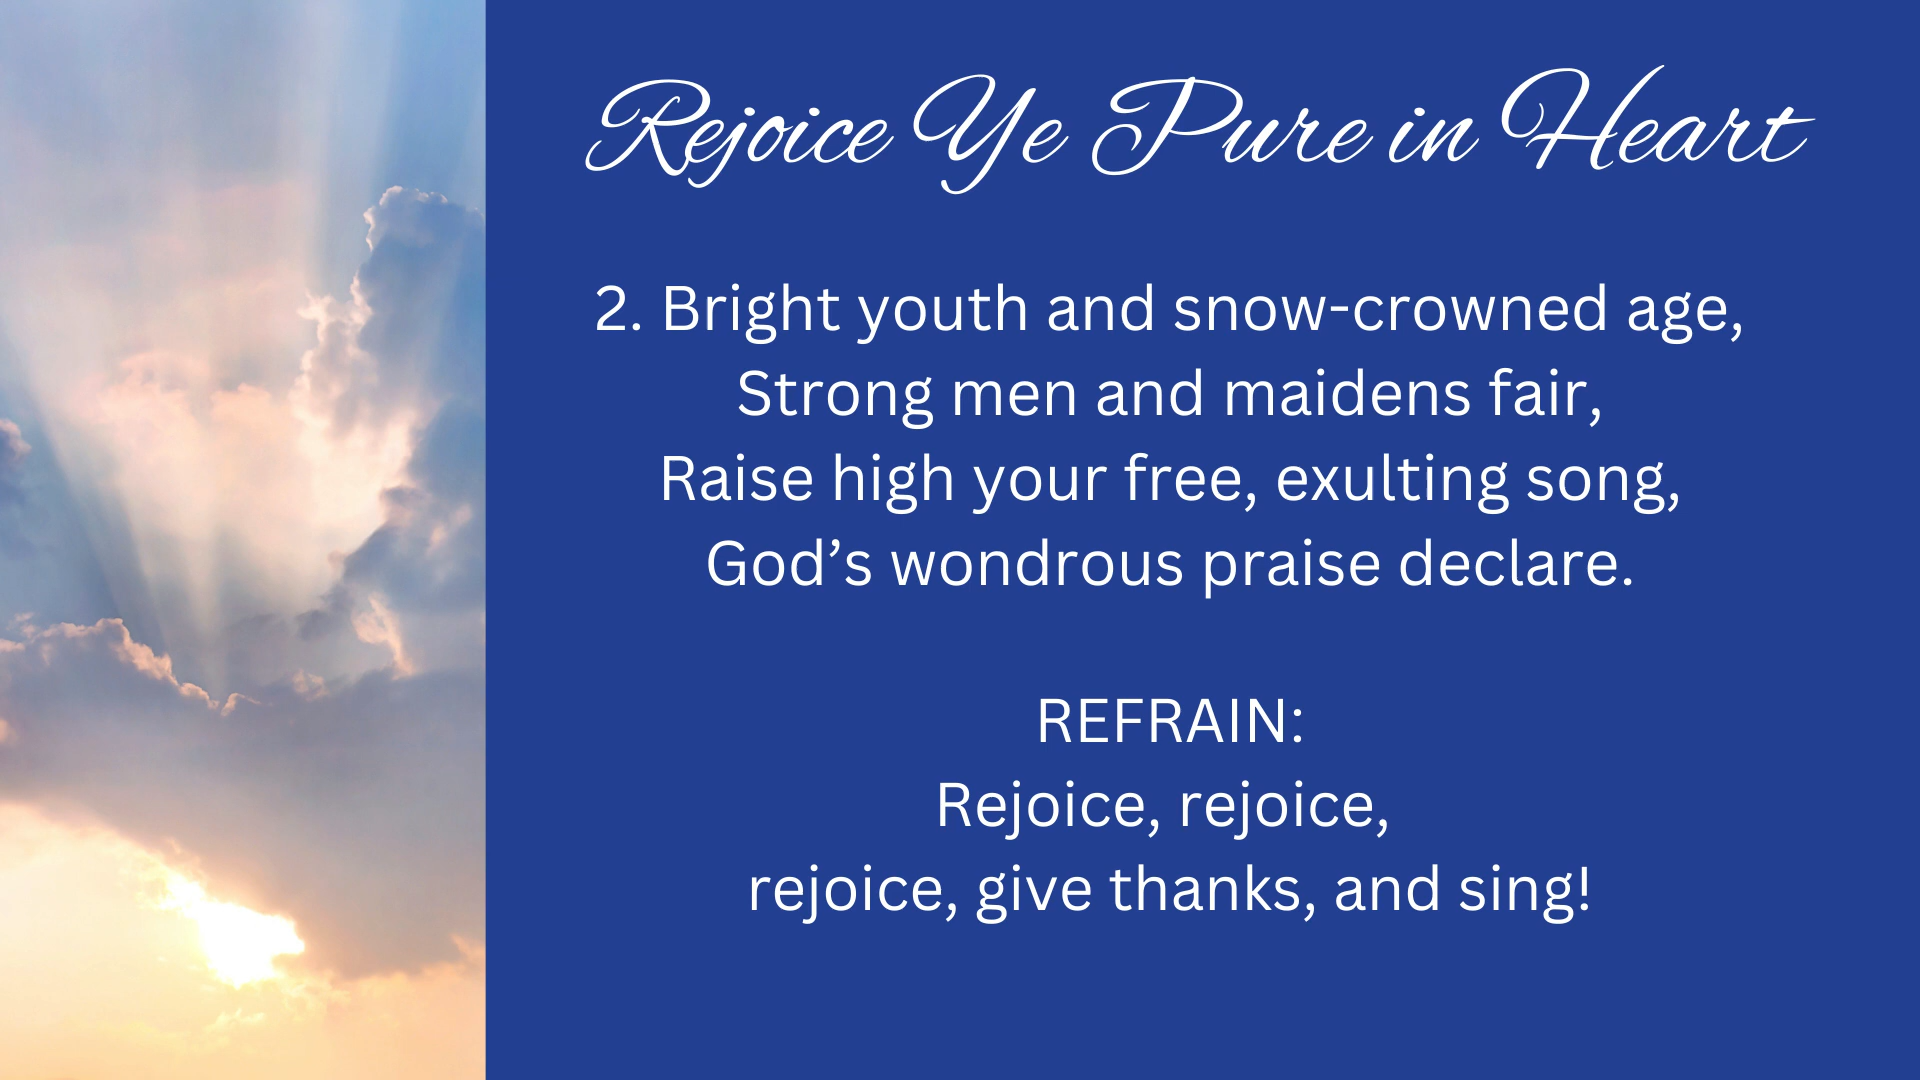 Rejoice Ye Pure in Heart
2. Bright youth and snow-crowned age,
Strong men and maidens fair,
Raise high your free, exulting song,
God’s wondrous praise declare.
REFRAIN:
Rejoice, rejoice,
rejoice, give thanks, and sing!